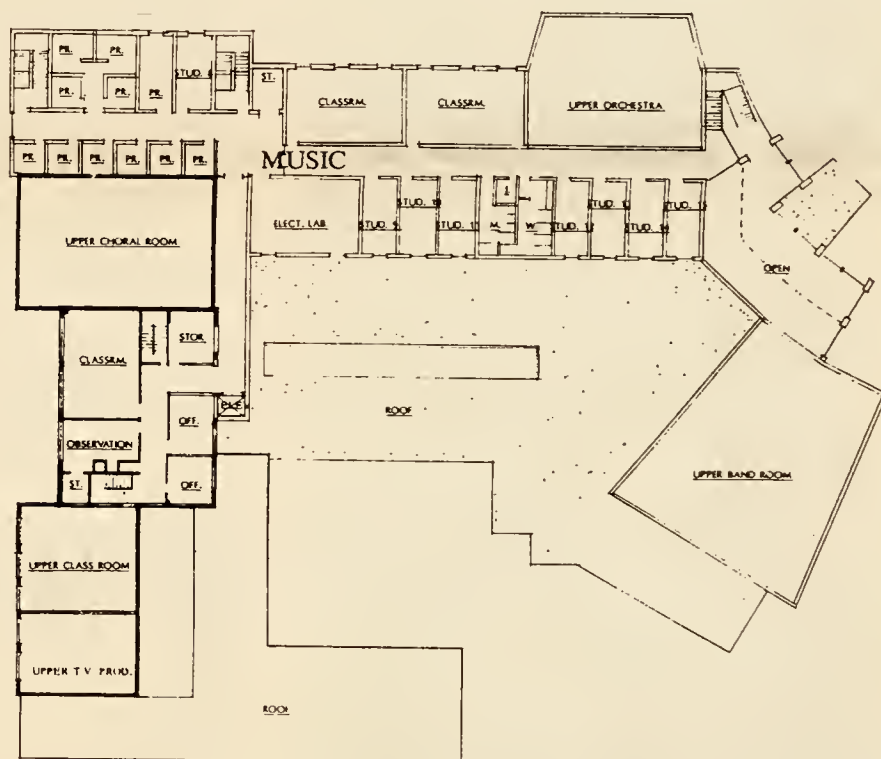 PR. PR.
STUD. 8
PR. PR. PR.
ST.
CLASSRM. CLASSRM. UPPER ORCHESTRA
PR. PR. PR. PR. PR. PR.
MUSIC
UPPER CHORAL ROOM
ELECT. LAB.
STUD. 9
STUD. 10
STUD.
M.
W.
STUD. 12
STUD. 13
STUD. 14
STUD. 15
OPEN
CLASSRM.
STOR.
OBSERVATION
OFF.
ROOF
ST.
OFF.
UPPER BAND ROOM
UPPER CLASS ROOM
UPPER T.V. PROD.
ROOF